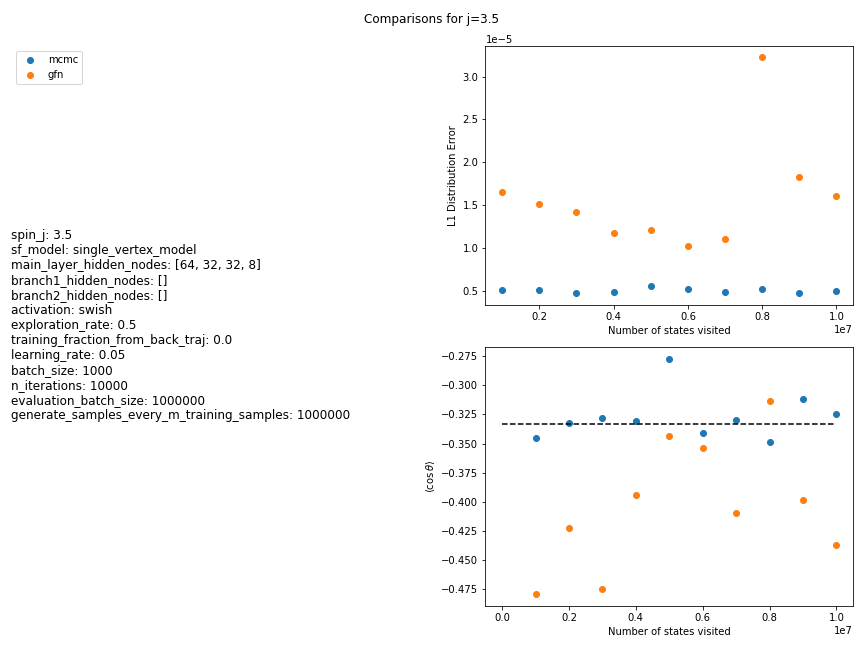 Comparisons for j=3.5
mcmc
gfn
spin_j: 3.5
sf_model: single_vertex_model
main_layer_hidden_nodes: [64, 32, 32, 8]
branch1_hidden_nodes: []
branch2_hidden_nodes: []
activation: swish
exploration_rate: 0.5
training_fraction_from_back_traj: 0.0
learning_rate: 0.05
batch_size: 1000
n_iterations: 10000
evaluation_batch_size: 1000000
generate_samples_every_m_training_samples: 1000000
1e−5
3.0
2.5
2.0
1.5
1.0
0.5
L1 Distribution Error
0.2
0.4
0.6
0.8
1.0
1e7
Number of states visited
−0.275
−0.300
−0.325
−0.350
−0.375
−0.400
−0.425
−0.450
−0.475
⟨cos θ⟩
0.0
0.2
0.4
0.6
0.8
1.0
1e7
Number of states visited